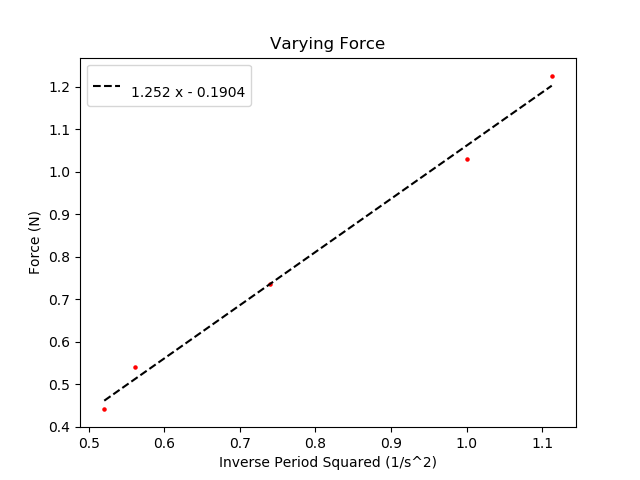 Varying Force
1.252 x - 0.1904
1.2
1.1
1.0
0.9
0.8
0.7
0.6
0.5
0.4
Force (N)
0.5 0.6 0.7 0.8 0.9 1.0 1.1
Inverse Period Squared (1/s^2)